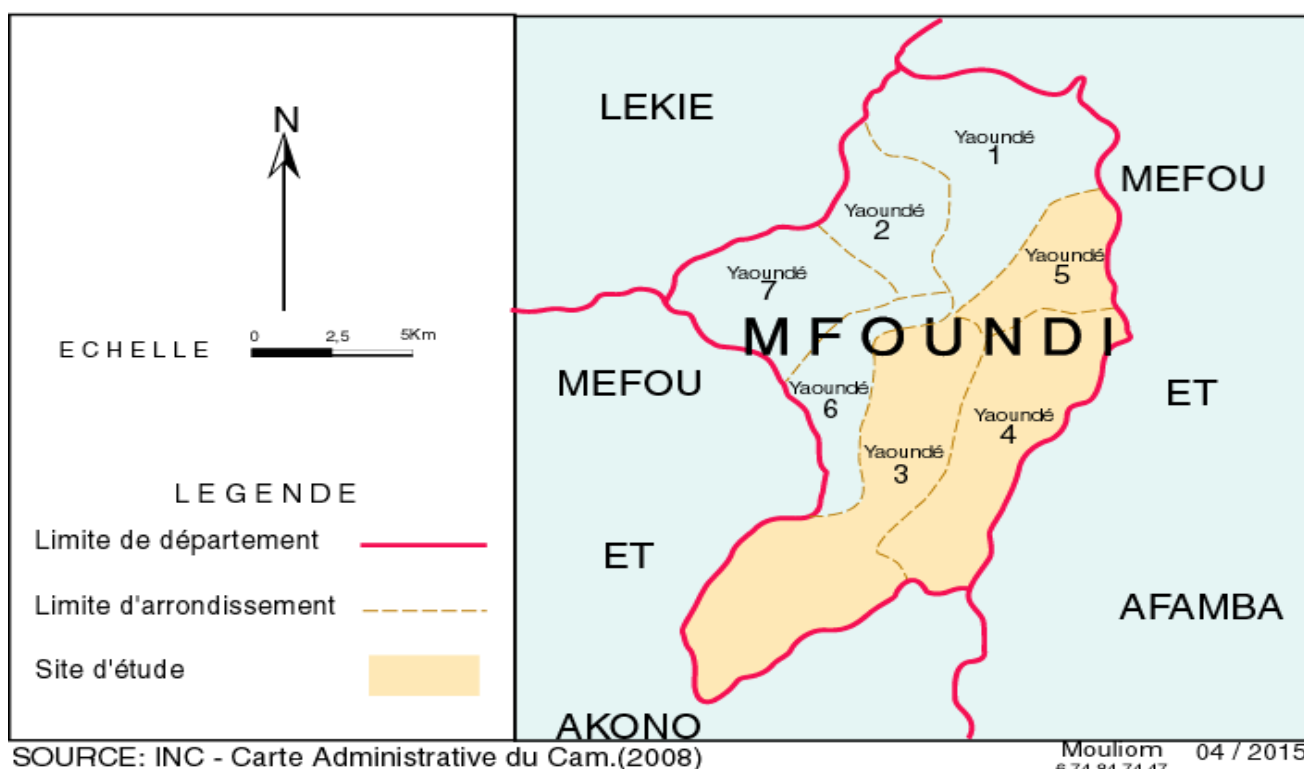 N
ECHELLE
0 2,5 5Km
LEGENDE
Limite de département
Limite d'arrondissement
Site d'étude
LEKIE
Yaoundé
1
MEFOU
Yaoundé
2
Yaoundé
5
Yaoundé
7
MFOUNDI
MEFOU
Yaoundé
6
ET
Yaoundé
4
Yaoundé
3
ET
AFAMBA
AKONO
SOURCE: INC - Carte Administrative du Cam.(2008)
Mouliom 04 / 2015